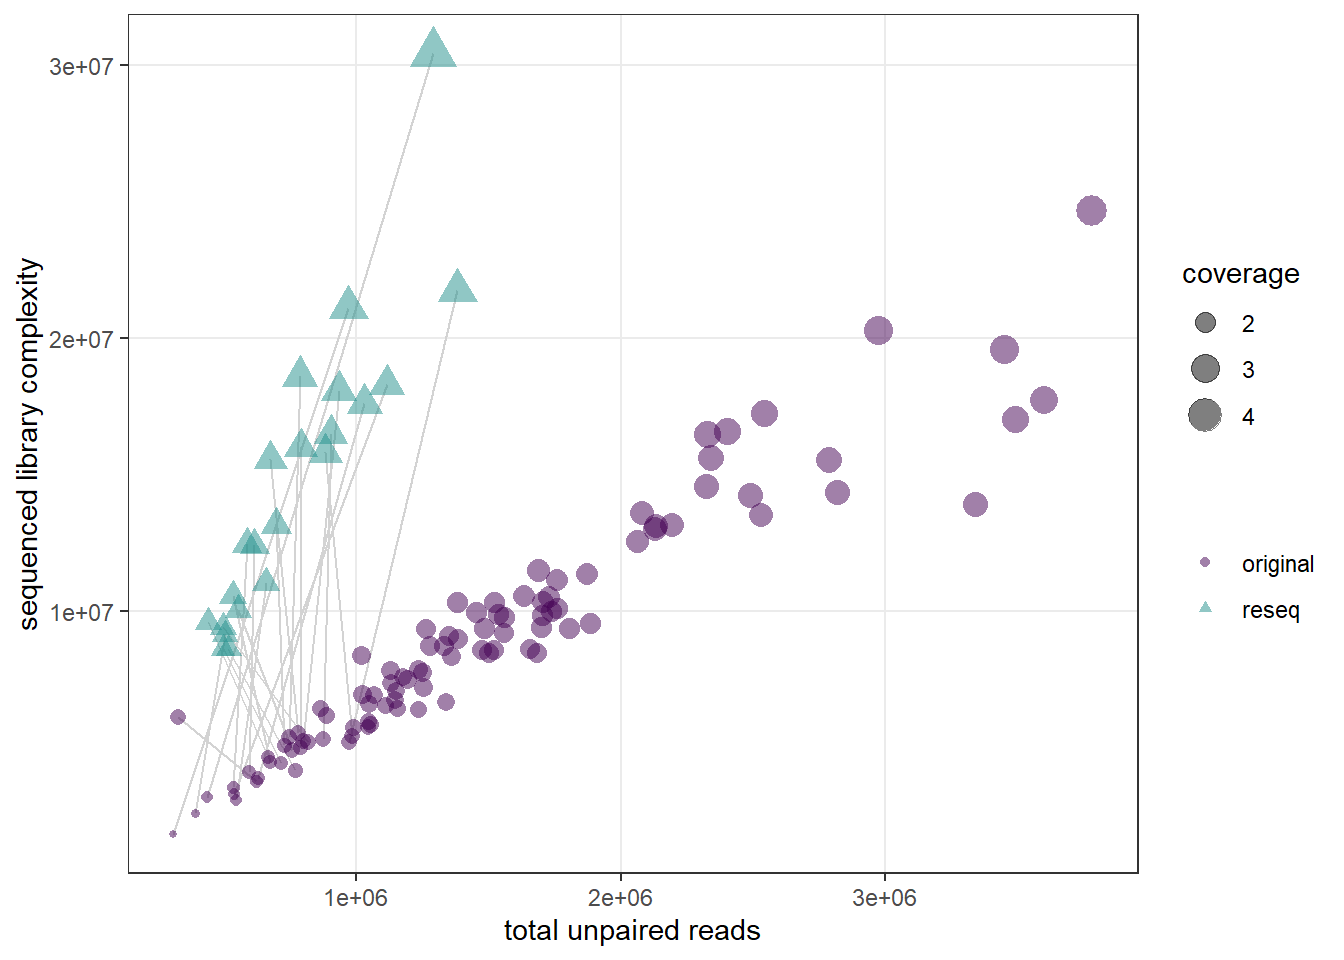 3e+07
2e+07
1e+07
sequenced library complexity
1e+06
2e+06
3e+06
total unpaired reads
coverage
2
3
4
original
reseq